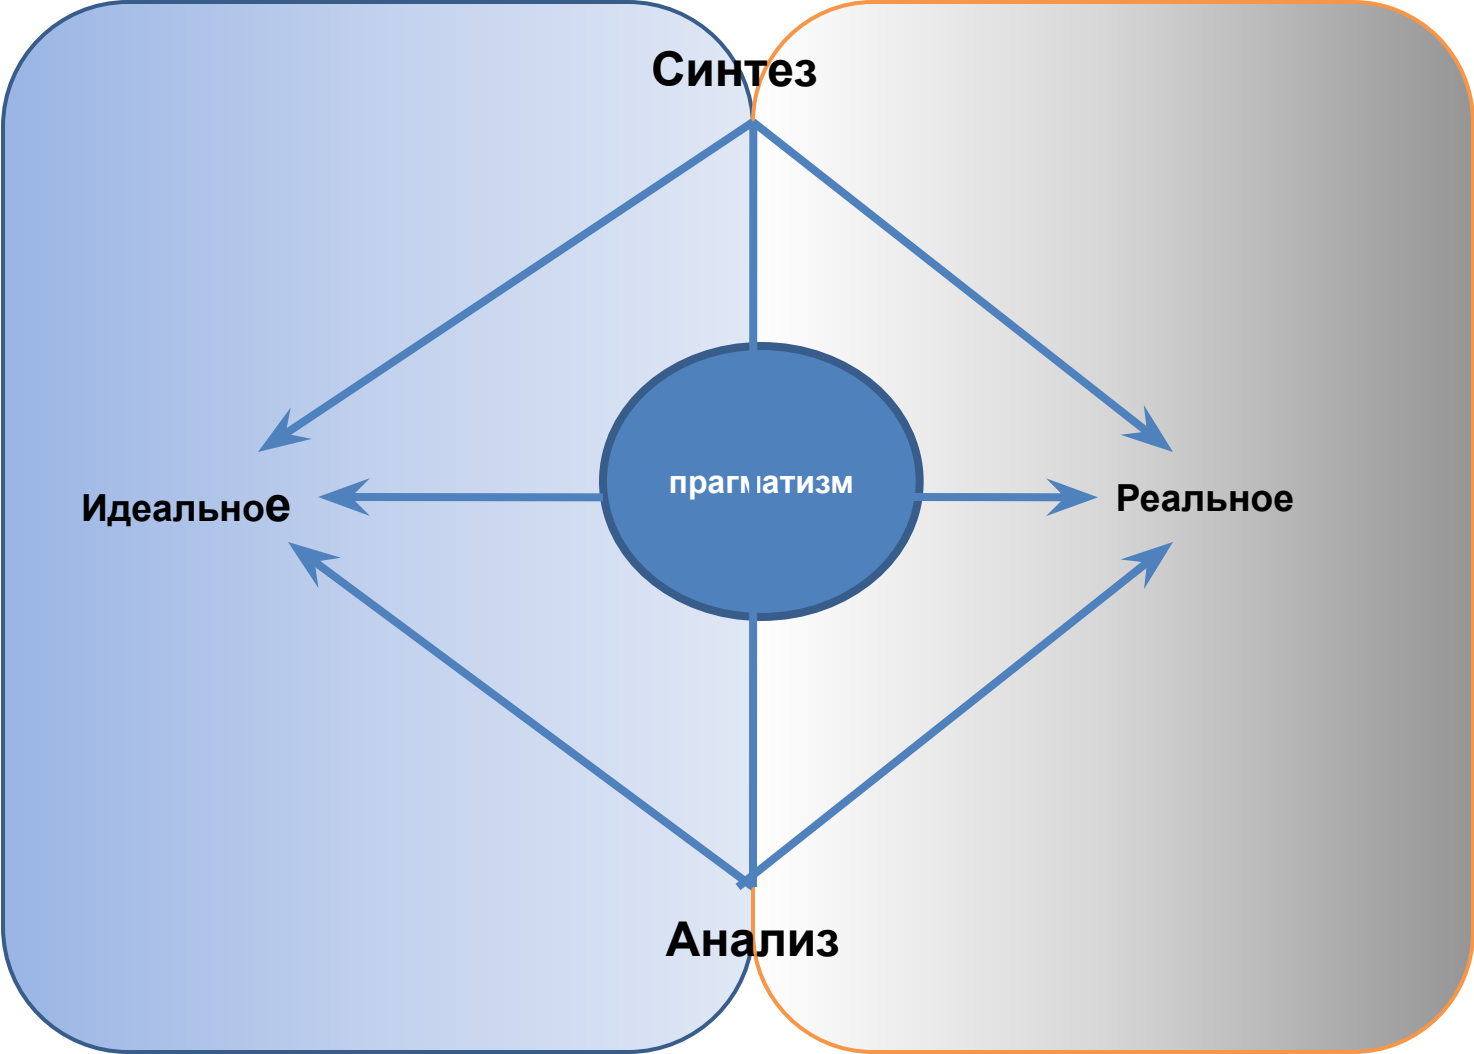 Синтез
прагматизм
Идеальное
Реальное
Анализ